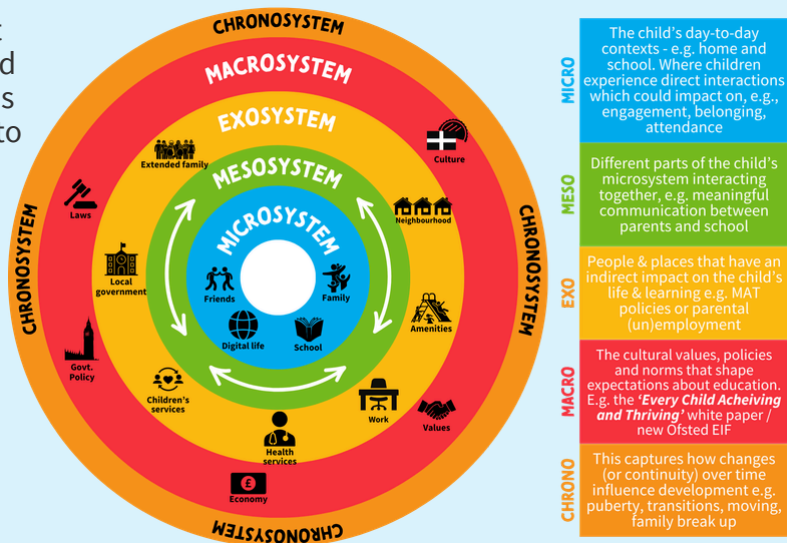 d
s
to
CHRONOSYSTEM
MACROSYSTEM
EXOSYSTEM
MESOSYSTEM
MICROSYSTEM
CHRONOSYSTEM
CHRONOSYSTEM
CHRONOSYSTEM
Culture
Extended family
Laws
Neighbourhood
Local
government
Friends
Family
Digital life
School
Amenities
Govt.
Policy
Children's
services
Work
Values
Health
services
£
Economy
MICRO
The child's day-to-day
contexts - e.g. home and
school. Where children
experience direct interactions
which could impact on, e.g.,
engagement, belonging,
attendance
MESO
Different parts of the child's
microsystem interacting
together, e.g. meaningful
communication between
parents and school
EXO
People & places that have an
indirect impact on the child's
life & learning e.g. MAT
policies or parental
(un)employment
MACRO
The cultural values, policies
and norms that shape
expectations about education.
E.g. the 'Every Child Acheiving
and Thriving' white paper /
new Ofsted EIF
CHRONO
This captures how changes
(or continuity) over time
influence development e.g.
puberty, transitions, moving,
family break up